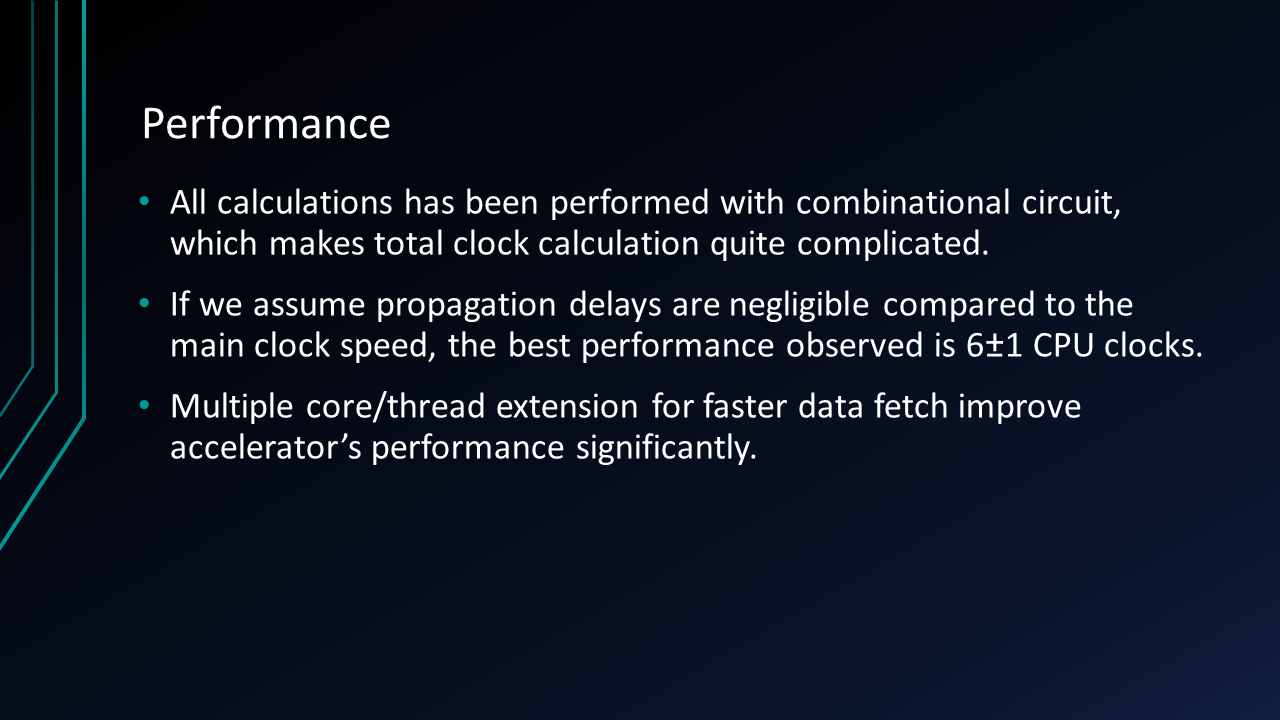 Performance
• All calculations has been performed with combinational circuit,
which makes total clock calculation quite complicated.
• If we assume propagation delays are negligible compared to the
main clock speed, the best performance observed is 6±1 CPU clocks.
• Multiple core/thread extension for faster data fetch improve
accelerator’s performance significantly.